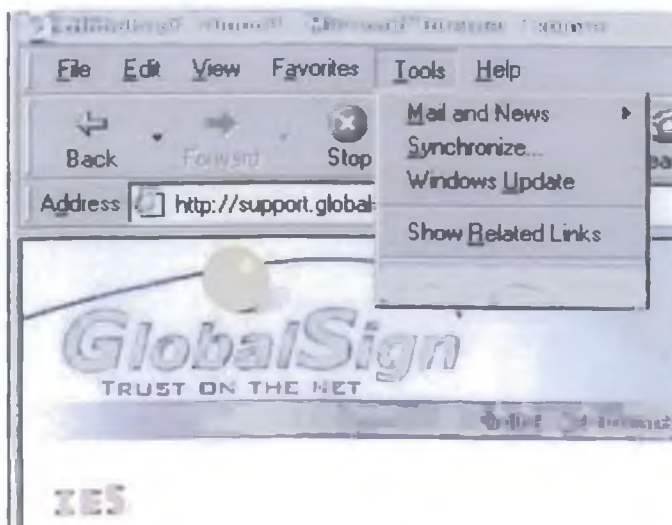 File Edit View Favorites Tools Help
Back Forward Stop
Address http://support.global
Mail and News
Synchronize...
Windows Update
Show Related Links
GlobalSign
TRUST ON THE NET
IE5